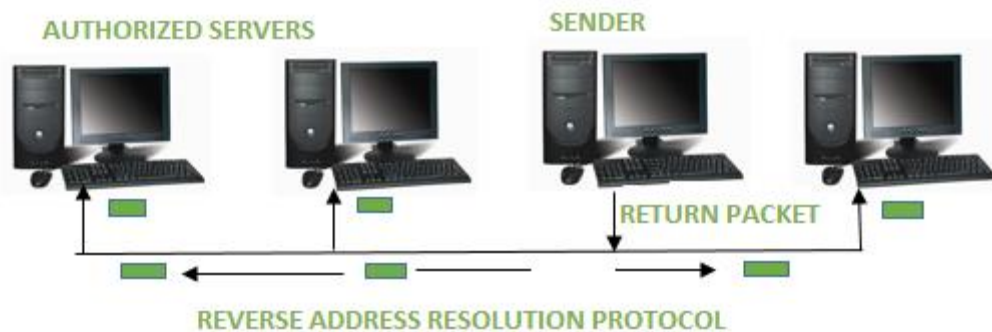 AUTHORIZED SERVERS
SENDER
RETURN PACKET
REVERSE ADDRESS RESOLUTION PROTOCOL